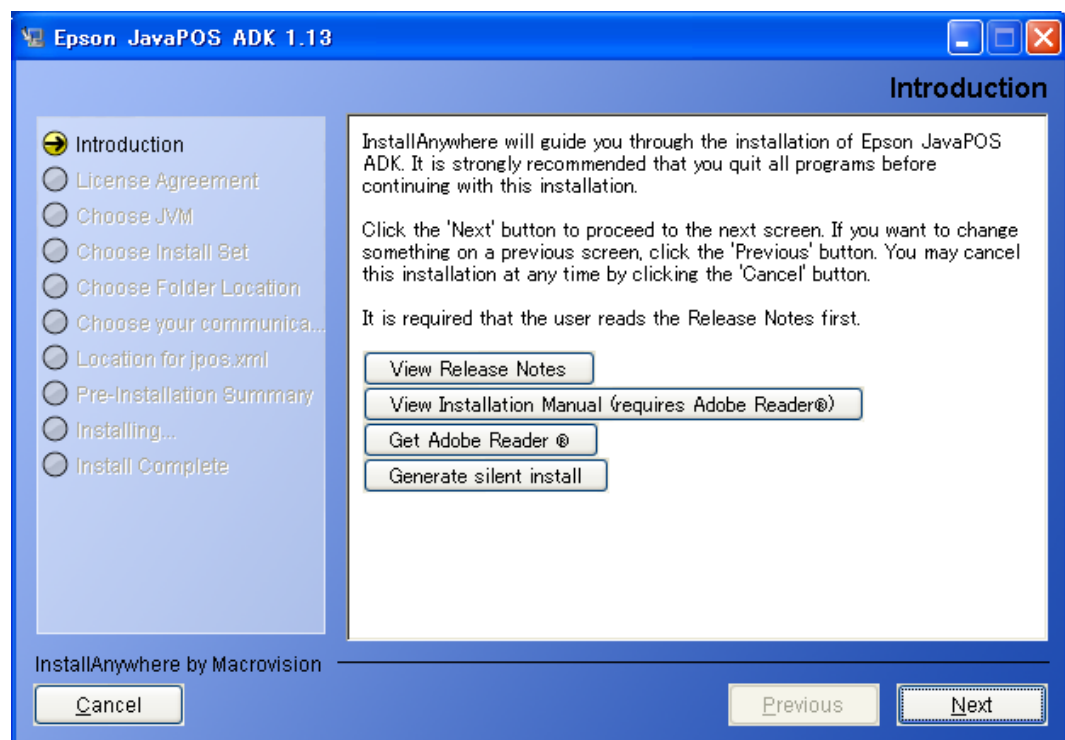 Epson JavaPOS ADK 1.13
Introduction
Introduction
License Agreement
Choose JVM
Choose Install Set
Choose Folder Location
Choose your communica...
Location for jpos.xml
Pre-Installation Summary
Installing...
Install Complete
InstallAnywhere will guide you through the installation of Epson JavaPOS
ADK. It is strongly recommended that you quit all programs before
continuing with this installation.
Click the 'Next' button to proceed to the next screen. If you want to change
something on a previous screen, click the 'Previous' button. You may cancel
this installation at any time by clicking the 'Cancel' button.
It is required that the user reads the Release Notes first.
View Release Notes
View Installation Manual (requires Adobe Reader®)
Get Adobe Reader ®
Generate silent install
InstallAnywhere by Macrovision
Cancel
Previous
Next